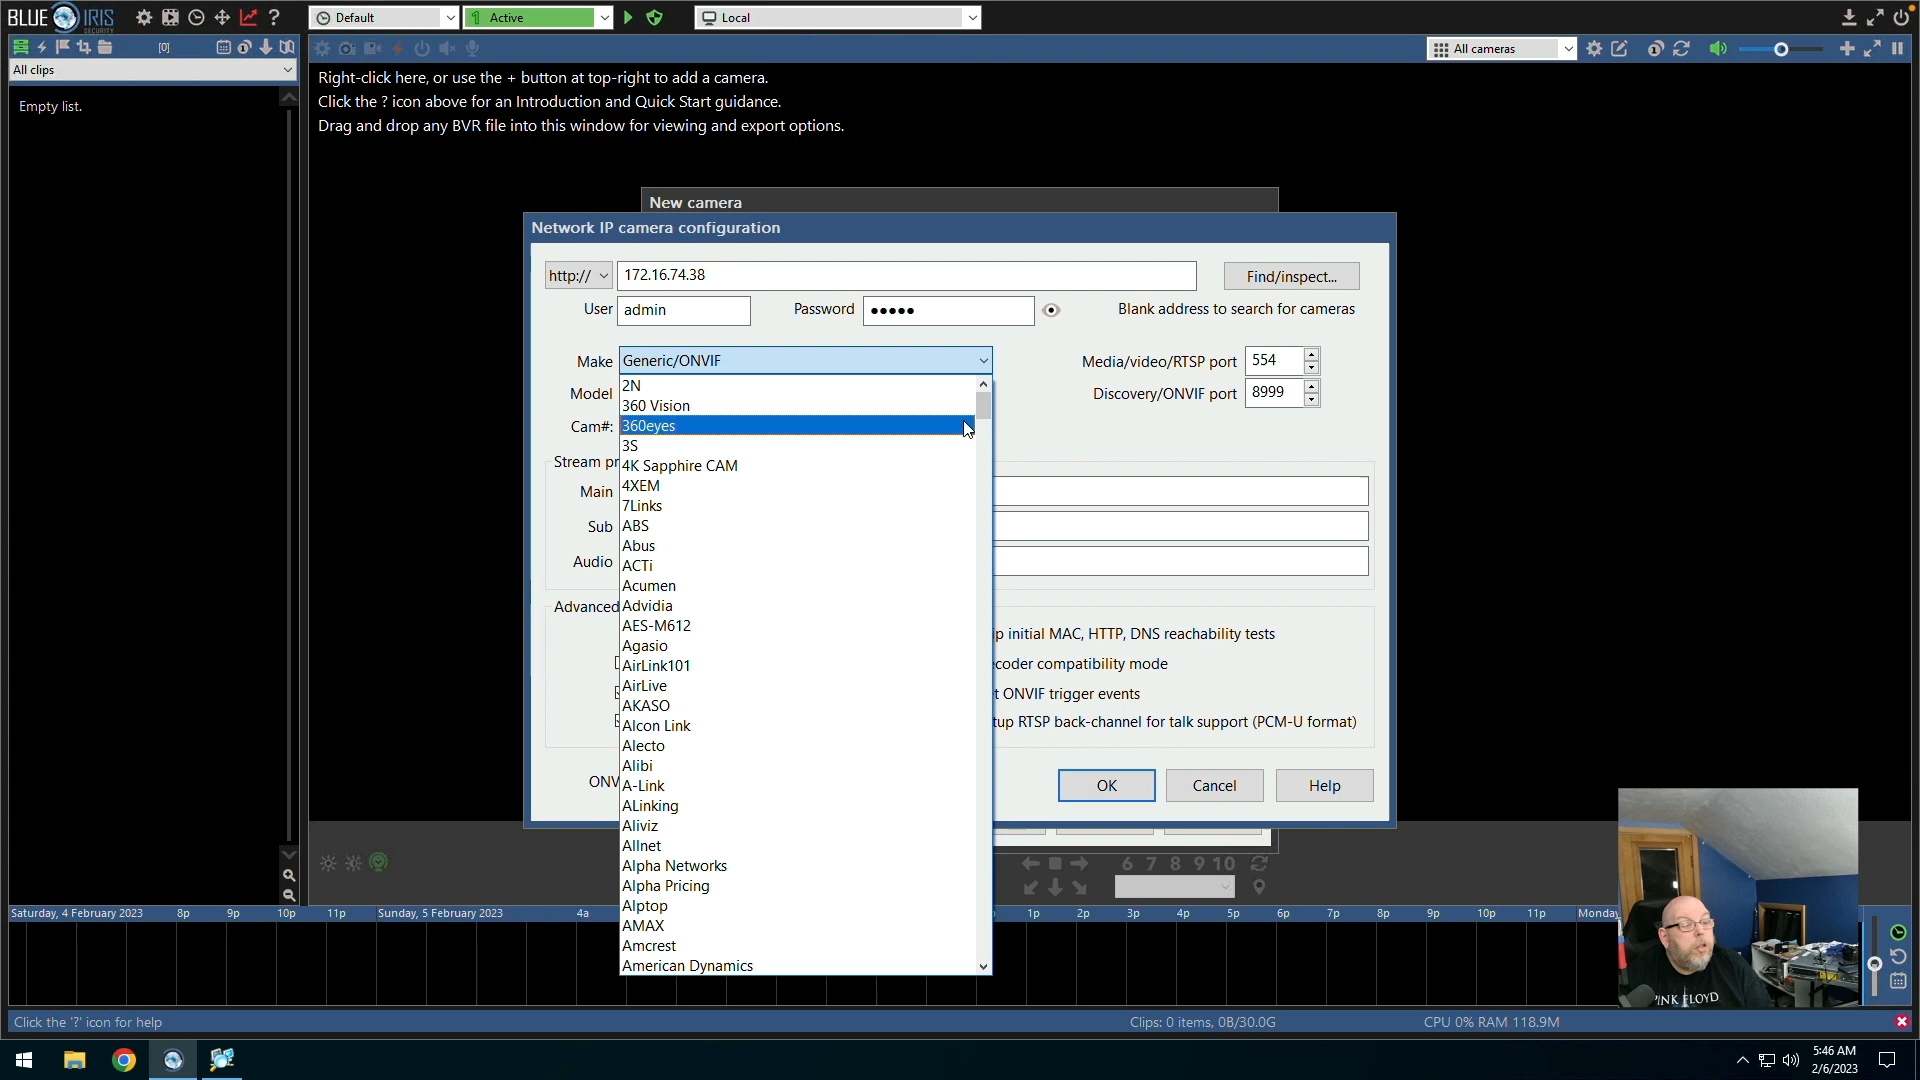 BLUE IRIS
SECURITY
Default
Active
Local
[0]
All cameras
All clips
Empty list.
Right-click here, or use the + button at top-right to add a camera.
Click the ? icon above for an Introduction and Quick Start guidance.
Drag and drop any BVR file into this window for viewing and export options.
New camera
Network IP camera configuration
http://
172.16.74.38
Find/inspect...
User
admin
Password
●●●●●
Blank address to search for cameras
Make
Generic/ONVIF
Media/video/RTSP port
554
Model
Discovery/ONVIF port
8999
Cam#:
Stream pr
Main
Sub
Audio
Advanced
2N
360 Vision
360eyes
3S
4K Sapphire CAM
4XEM
7Links
ABS
Abus
ACTi
Acumen
Advidia
AES-M612
Agasio
AirLink101
AirLive
AKASO
Alcon Link
Alecto
Alibi
A-Link
ALinking
Aliviz
Allnet
Alpha Networks
Alpha Pricing
Alptop
AMAX
Amcrest
American Dynamics
ip initial MAC, HTTP, DNS reachability tests
coder compatibility mode
t ONVIF trigger events
tup RTSP back-channel for talk support (PCM-U format)
ONV
OK
Cancel
Help
6 7 8 9 10
Saturday, 4 February 2023 8p 9p 10p 11p Sunday, 5 February 2023 4a 1p 2p 3p 4p 5p 6p 7p 8p 9p 10p 11p Monday
PINK FLOYD
Click the '?' icon for help
Clips: 0 items, 0B/30.0G
CPU 0% RAM 118.9M
5:46 AM
2/6/2023